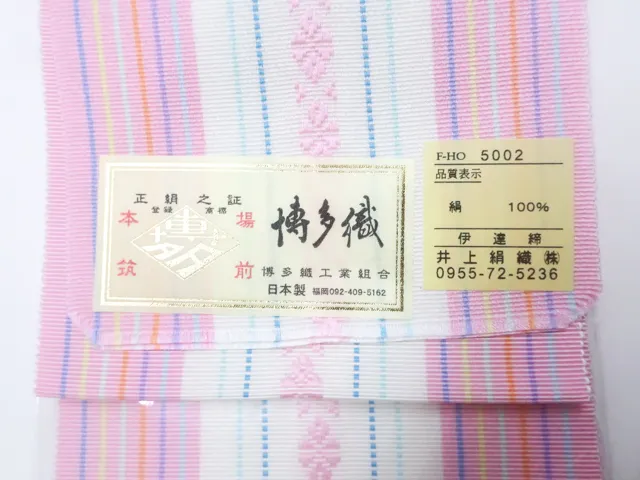 正絹之証
登録 商標
本場
筑前
博多織
博多織工業組合
日本製 福岡092-409-5162
F-HO 5002
品質表示
絹 100%
伊達締
井上絹織㈱
0955-72-5236